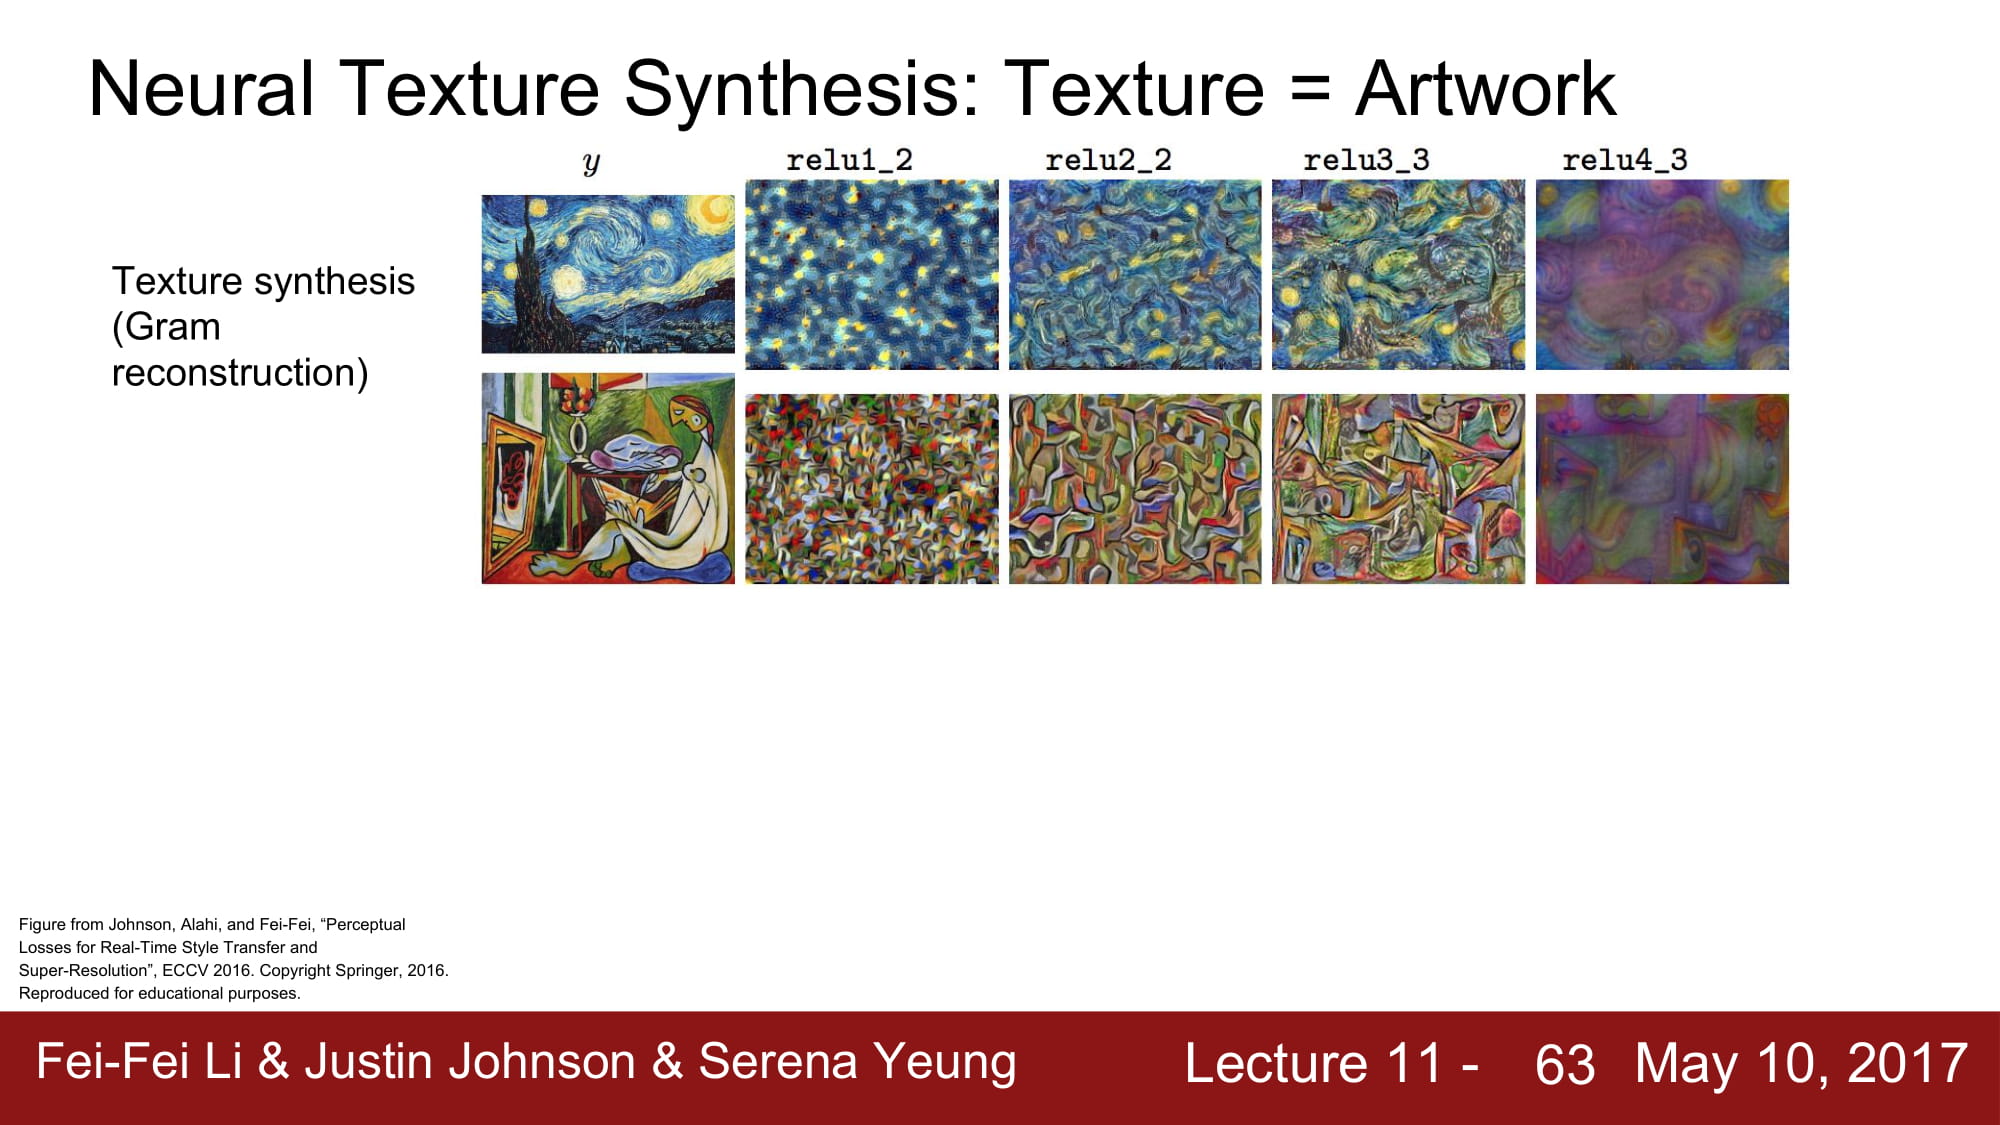 Neural Texture Synthesis: Texture = Artwork
y relu1_2 relu2_2 relu3_3 relu4_3
Texture synthesis
(Gram
reconstruction)
Figure from Johnson, Alahi, and Fei-Fei, “Perceptual
Losses for Real-Time Style Transfer and
Super-Resolution”, ECCV 2016. Copyright Springer, 2016.
Reproduced for educational purposes.
Fei-Fei Li & Justin Johnson & Serena Yeung Lecture 11 - 63 May 10, 2017